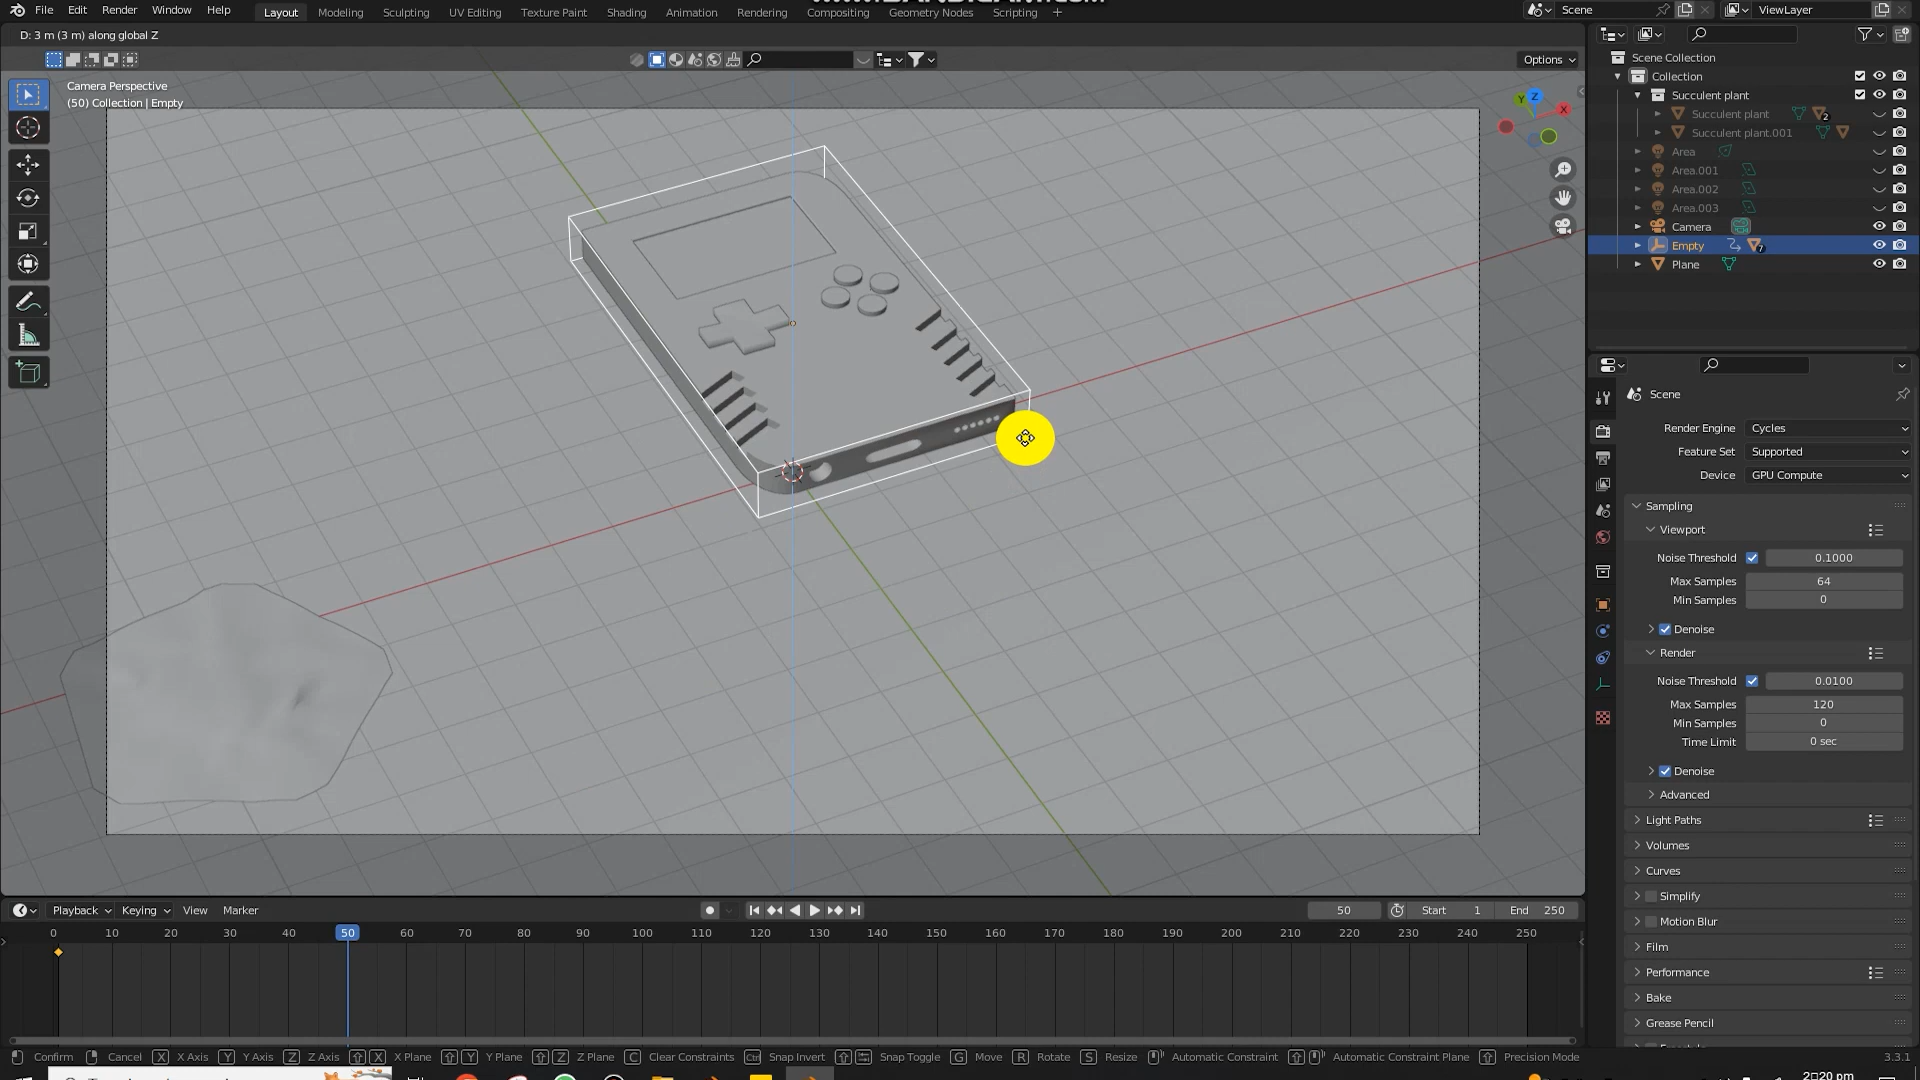 File Edit Render Window Help
Layout Modeling Sculpting UV Editing Texture Paint Shading Animation Rendering Compositing Geometry Nodes Scripting +
Scene
ViewLayer
D: 3 m (3 m) along global Z
Options
Camera Perspective
(50) Collection | Empty
Y Z X
Scene Collection
Collection
Succulent plant
Succulent plant 2
Succulent plant.001
Area
Area.001
Area.002
Area.003
Camera
Empty 7
Plane
Scene
Render Engine Cycles
Feature Set Supported
Device GPU Compute
Sampling
Viewport
Noise Threshold 0.1000
Max Samples 64
Min Samples 0
Denoise
Render
Noise Threshold 0.0100
Max Samples 120
Min Samples 0
Time Limit 0 sec
Denoise
Advanced
Light Paths
Volumes
Curves
Simplify
Motion Blur
Film
Performance
Bake
Grease Pencil
Playback Keying View Marker
50 Start 1 End 250
0 10 20 30 40 50 60 70 80 90 100 110 120 130 140 150 160 170 180 190 200 210 220 230 240 250
Confirm Cancel X X Axis Y Y Axis Z Z Axis X X Plane Y Y Plane Z Z Plane C Clear Constraints Ctrl Snap Invert Snap Toggle G Move R Rotate S Resize Automatic Constraint Automatic Constraint Plane Precision Mode 3.3.1